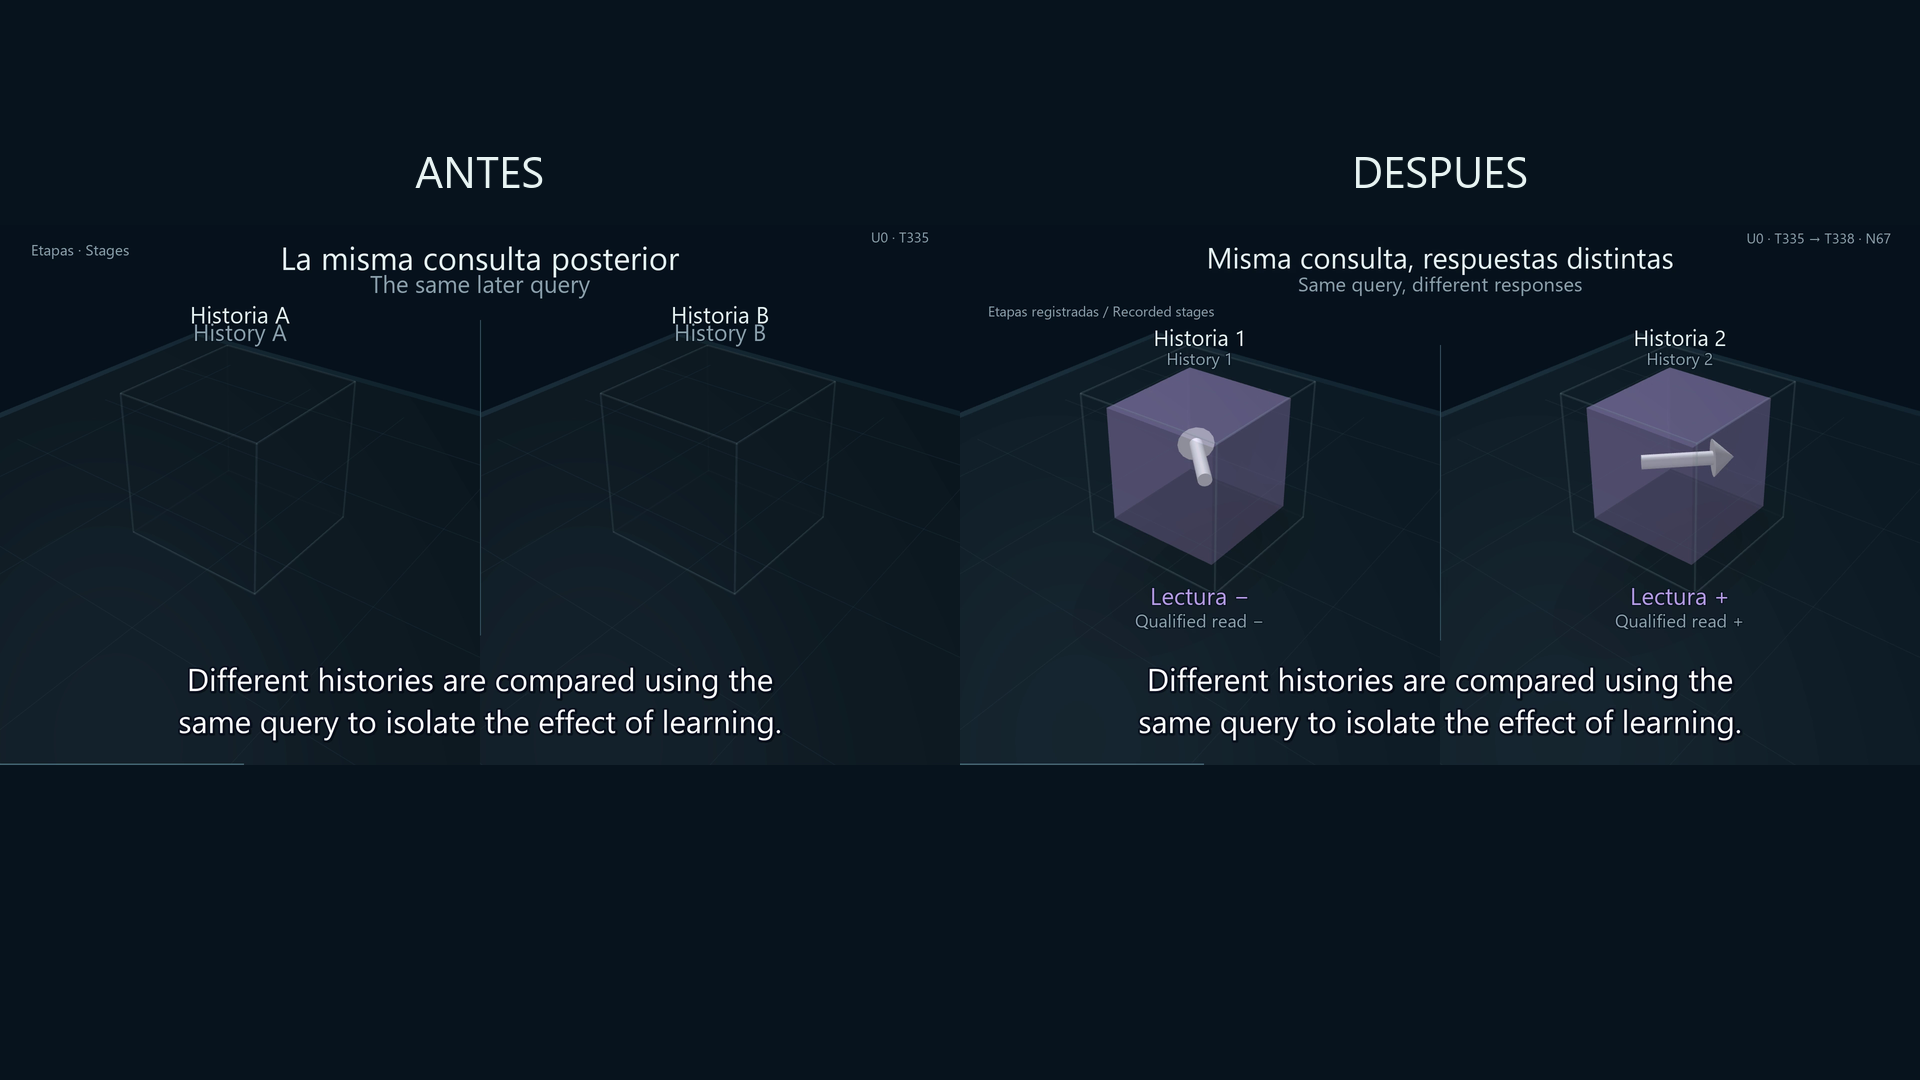 ANTES
Etapas · Stages
U0 · T335
La misma consulta posterior
The same later query
Historia A
History A
Historia B
History B
Different histories are compared using the
same query to isolate the effect of learning.
DESPUES
U0 · T335 → T338 · N67
Misma consulta, respuestas distintas
Same query, different responses
Etapas registradas / Recorded stages
Historia 1
History 1
Historia 2
History 2
Lectura −
Qualified read −
Lectura +
Qualified read +
Different histories are compared using the
same query to isolate the effect of learning.